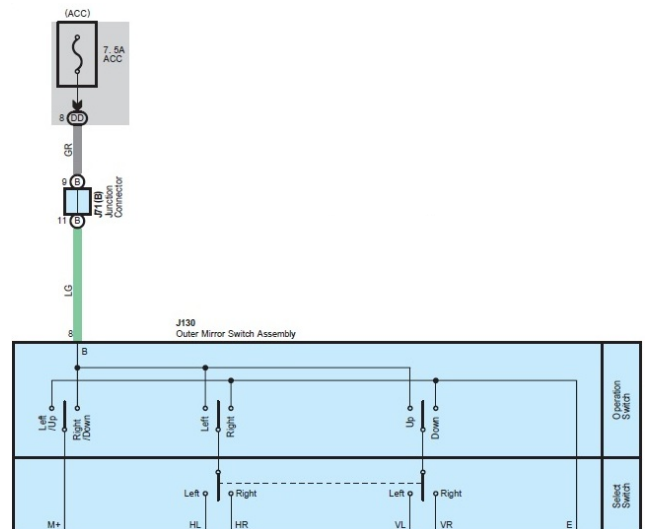 (ACC)
7. 5A
ACC
8 DD
GR
9 B
J71(B)
Junction
Connector
11 B
LG
8
J130
Outer Mirror Switch Assembly
B
Left
/Up
Right
/Down
Left
Right
Up
Down
Operation
Switch
Left
Right
Left
Right
Select
Switch
M+
HL
HR
VL
VR
E